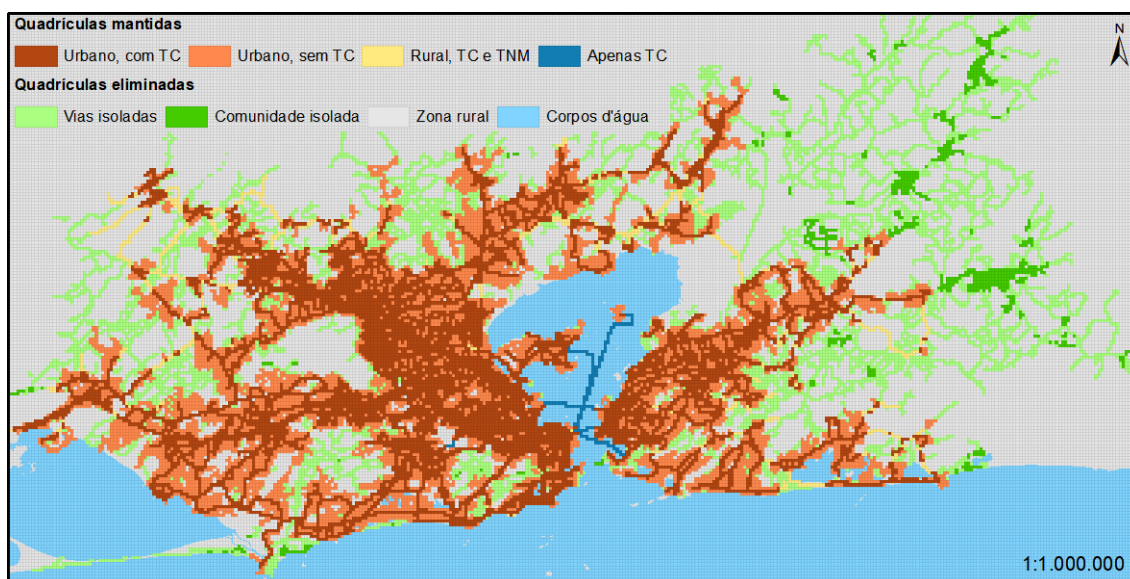 Quadrículas mantidas
N
Urbano, com TC Urbano, sem TC Rural, TC e TNM Apenas TC
Quadrículas eliminadas
Vias isoladas Comunidade isolada Zona rural Corpos d'água
1:1.000.000